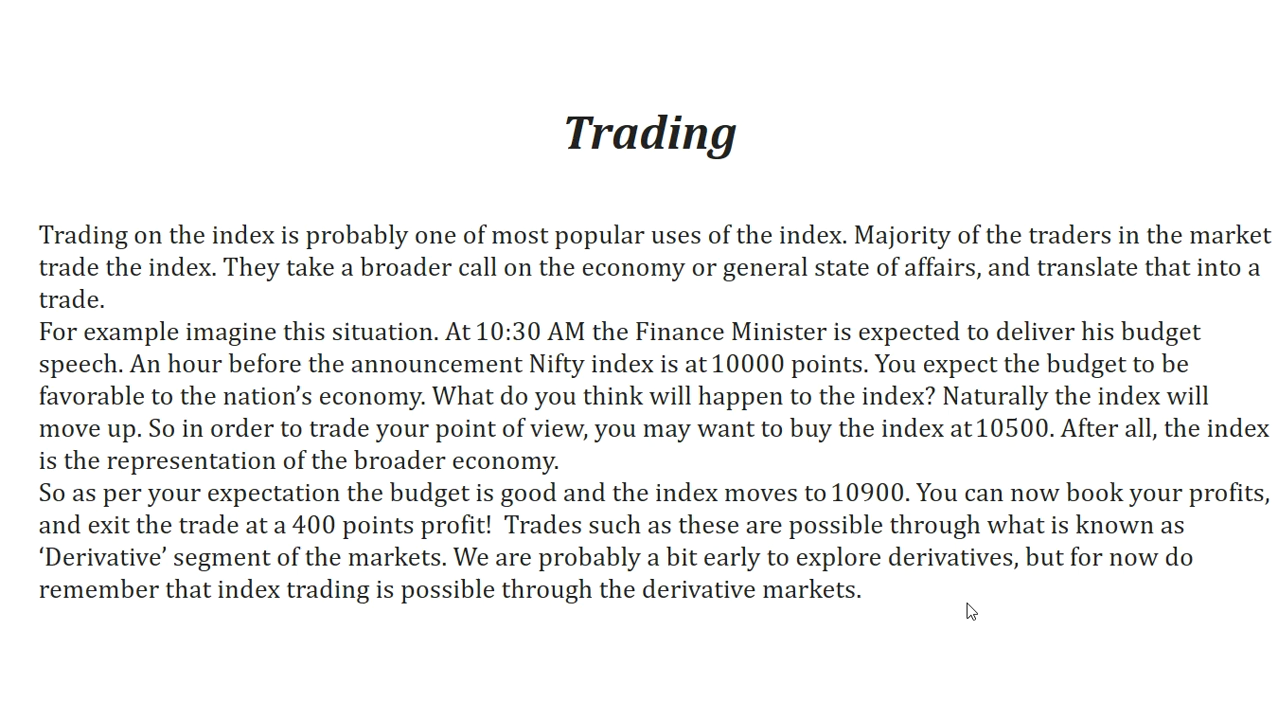 Trading
Trading on the index is probably one of most popular uses of the index. Majority of the traders in the market
trade the index. They take a broader call on the economy or general state of affairs, and translate that into a
trade.
For example imagine this situation. At 10:30 AM the Finance Minister is expected to deliver his budget
speech. An hour before the announcement Nifty index is at 10000 points. You expect the budget to be
favorable to the nation’s economy. What do you think will happen to the index? Naturally the index will
move up. So in order to trade your point of view, you may want to buy the index at 10500. After all, the index
is the representation of the broader economy.
So as per your expectation the budget is good and the index moves to 10900. You can now book your profits,
and exit the trade at a 400 points profit!  Trades such as these are possible through what is known as
‘Derivative’ segment of the markets. We are probably a bit early to explore derivatives, but for now do
remember that index trading is possible through the derivative markets.